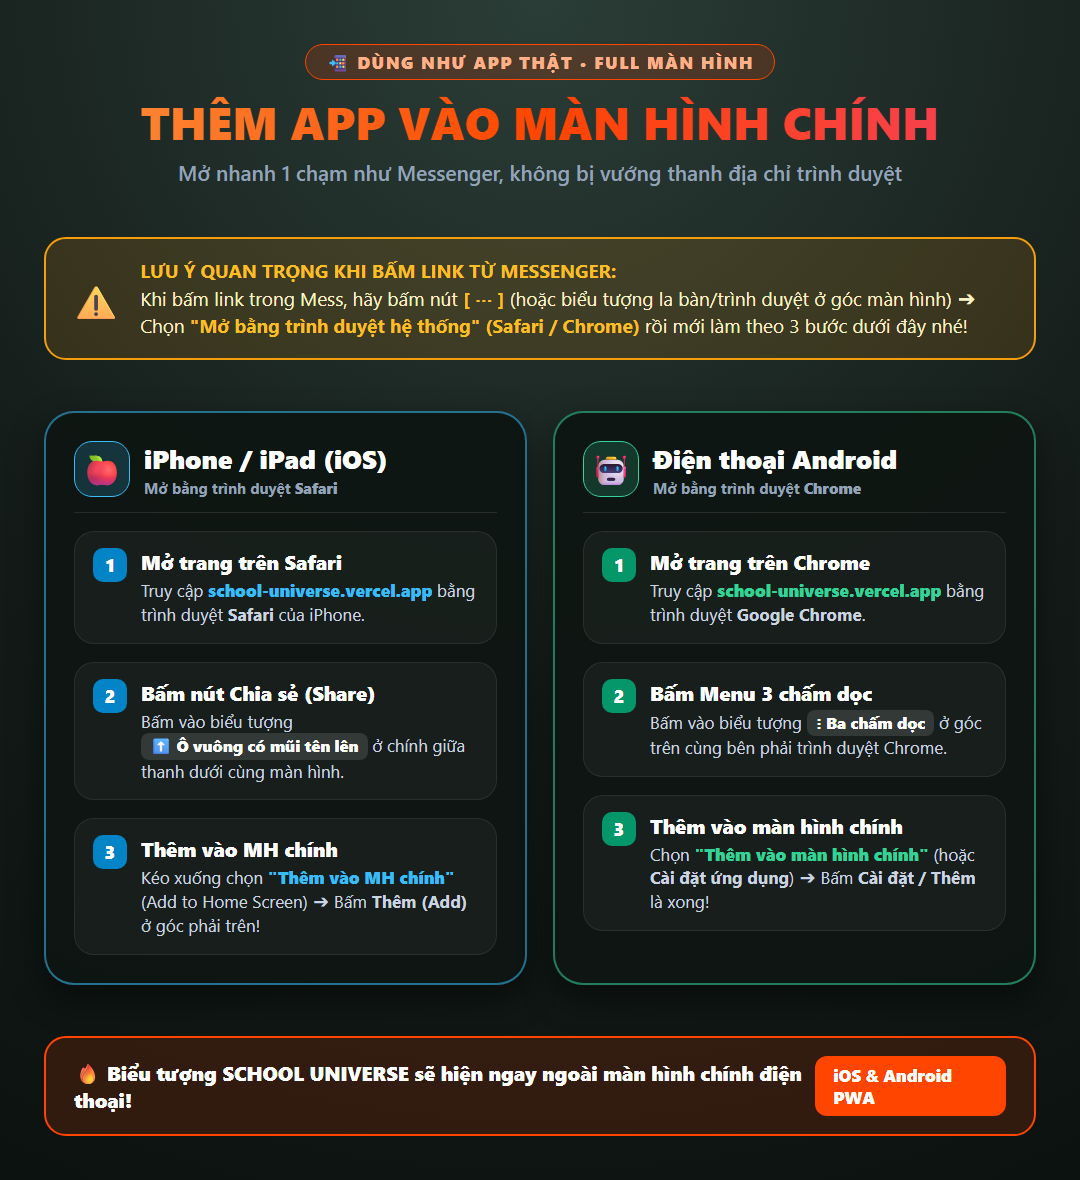 DÙNG NHƯ APP THẬT • FULL MÀN HÌNH
THÊM APP VÀO MÀN HÌNH CHÍNH
Mở nhanh 1 chạm như Messenger, không bị vướng thanh địa chỉ trình duyệt
LƯU Ý QUAN TRỌNG KHI BẤM LINK TỪ MESSENGER:
Khi bấm link trong Mess, hãy bấm nút [ ··· ] (hoặc biểu tượng la bàn/trình duyệt ở góc màn hình) ➔
Chọn "Mở bằng trình duyệt hệ thống" (Safari / Chrome) rồi mới làm theo 3 bước dưới đây nhé!
iPhone / iPad (iOS)
Mở bằng trình duyệt Safari
1 Mở trang trên Safari
Truy cập school-universe.vercel.app bằng
trình duyệt Safari của iPhone.
2 Bấm nút Chia sẻ (Share)
Bấm vào biểu tượng
⬆️ Ô vuông có mũi tên lên ở chính giữa
thanh dưới cùng màn hình.
3 Thêm vào MH chính
Kéo xuống chọn "Thêm vào MH chính"
(Add to Home Screen) ➔ Bấm Thêm (Add)
ở góc phải trên!
Điện thoại Android
Mở bằng trình duyệt Chrome
1 Mở trang trên Chrome
Truy cập school-universe.vercel.app bằng
trình duyệt Google Chrome.
2 Bấm Menu 3 chấm dọc
Bấm vào biểu tượng ⋮ Ba chấm dọc ở góc
trên cùng bên phải trình duyệt Chrome.
3 Thêm vào màn hình chính
Chọn "Thêm vào màn hình chính" (hoặc
Cài đặt ứng dụng) ➔ Bấm Cài đặt / Thêm
là xong!
🔥 Biểu tượng SCHOOL UNIVERSE sẽ hiện ngay ngoài màn hình chính điện
thoại!
iOS & Android
PWA